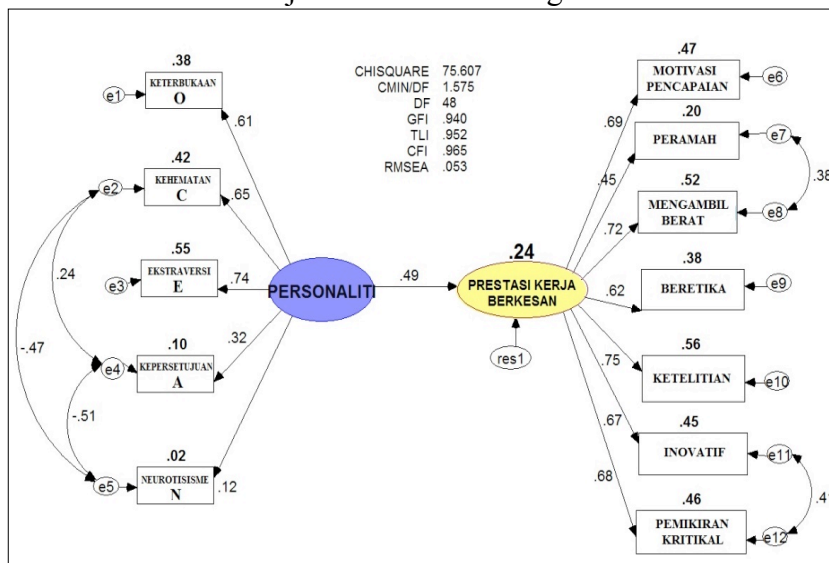 .38
KETERBUKAAN
O
e1
.61
.42
KEHEMATAN
C
e2
.65
.24
.55
EKSTRAVERSI
E
e3
.74
-.47
.10
KEPERSETUJUAN
A
e4
.32
-.51
.02
NEUROTISISME
N
e5
.12
CHISQUARE 75.607
CMIN/DF 1.575
DF 48
GFI .940
TLI .952
CFI .965
RMSEA .053
PERSONALITI
.49
.24
PRESTASI KERJA
BERKESAN
res1
.47
MOTIVASI
PENCAPAIAN
e6
.69
.20
PERAMAH
e7
.45
.38
.52
MENGAMBIL
BERAT
e8
.72
.38
BERETIKA
e9
.62
.56
KETELITIAN
e10
.75
.45
INOVATIF
e11
.67
.46
PEMIKIRAN
KRITIKAL
e12
.68